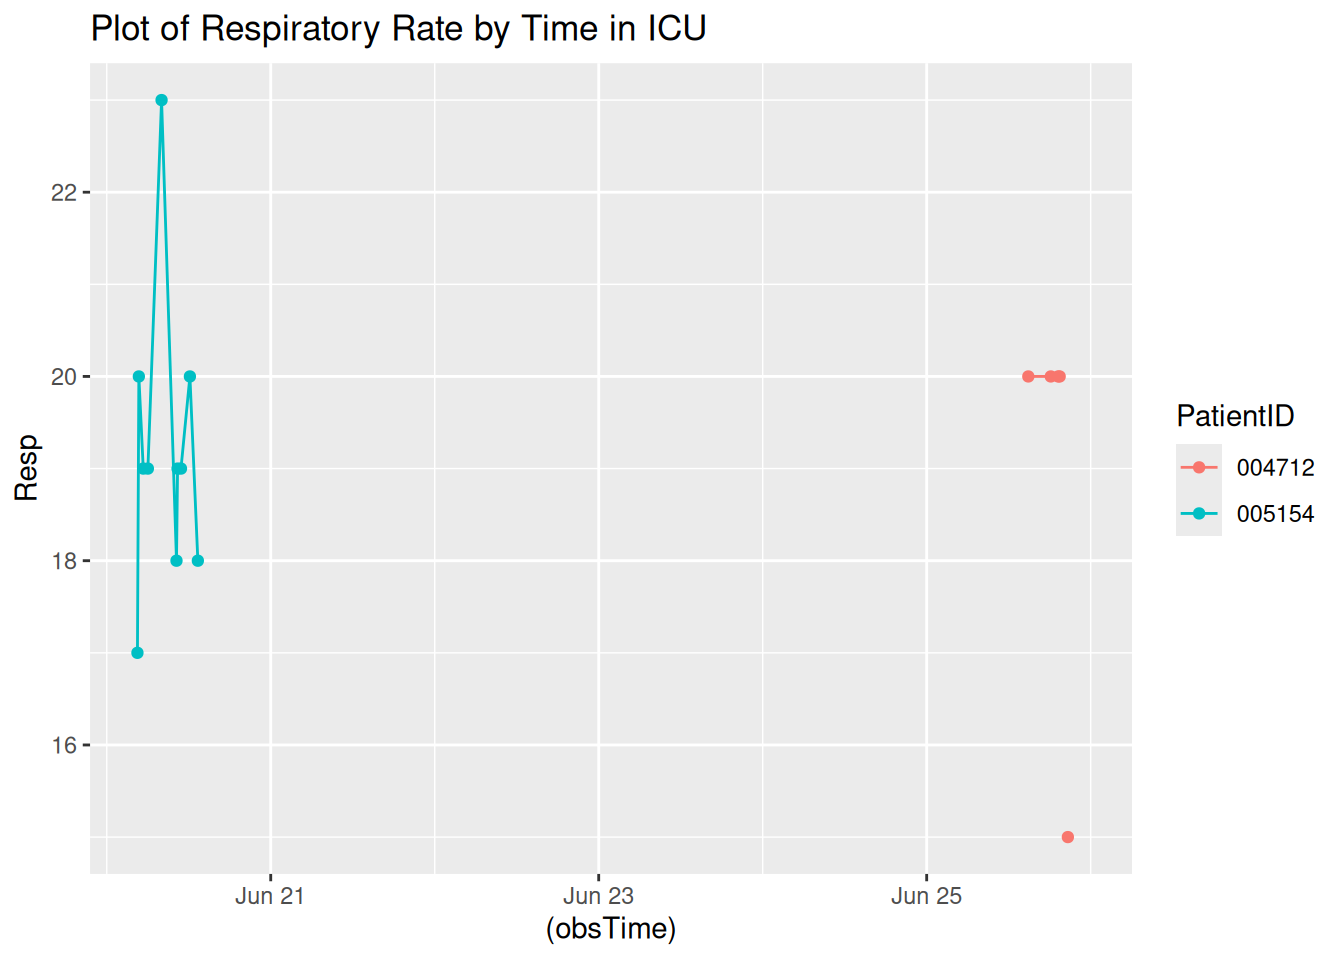 Plot of Respiratory Rate by Time in ICU
22
20
18
16
Resp
Jun 21
Jun 23
Jun 25
(obsTime)
PatientID
004712
005154